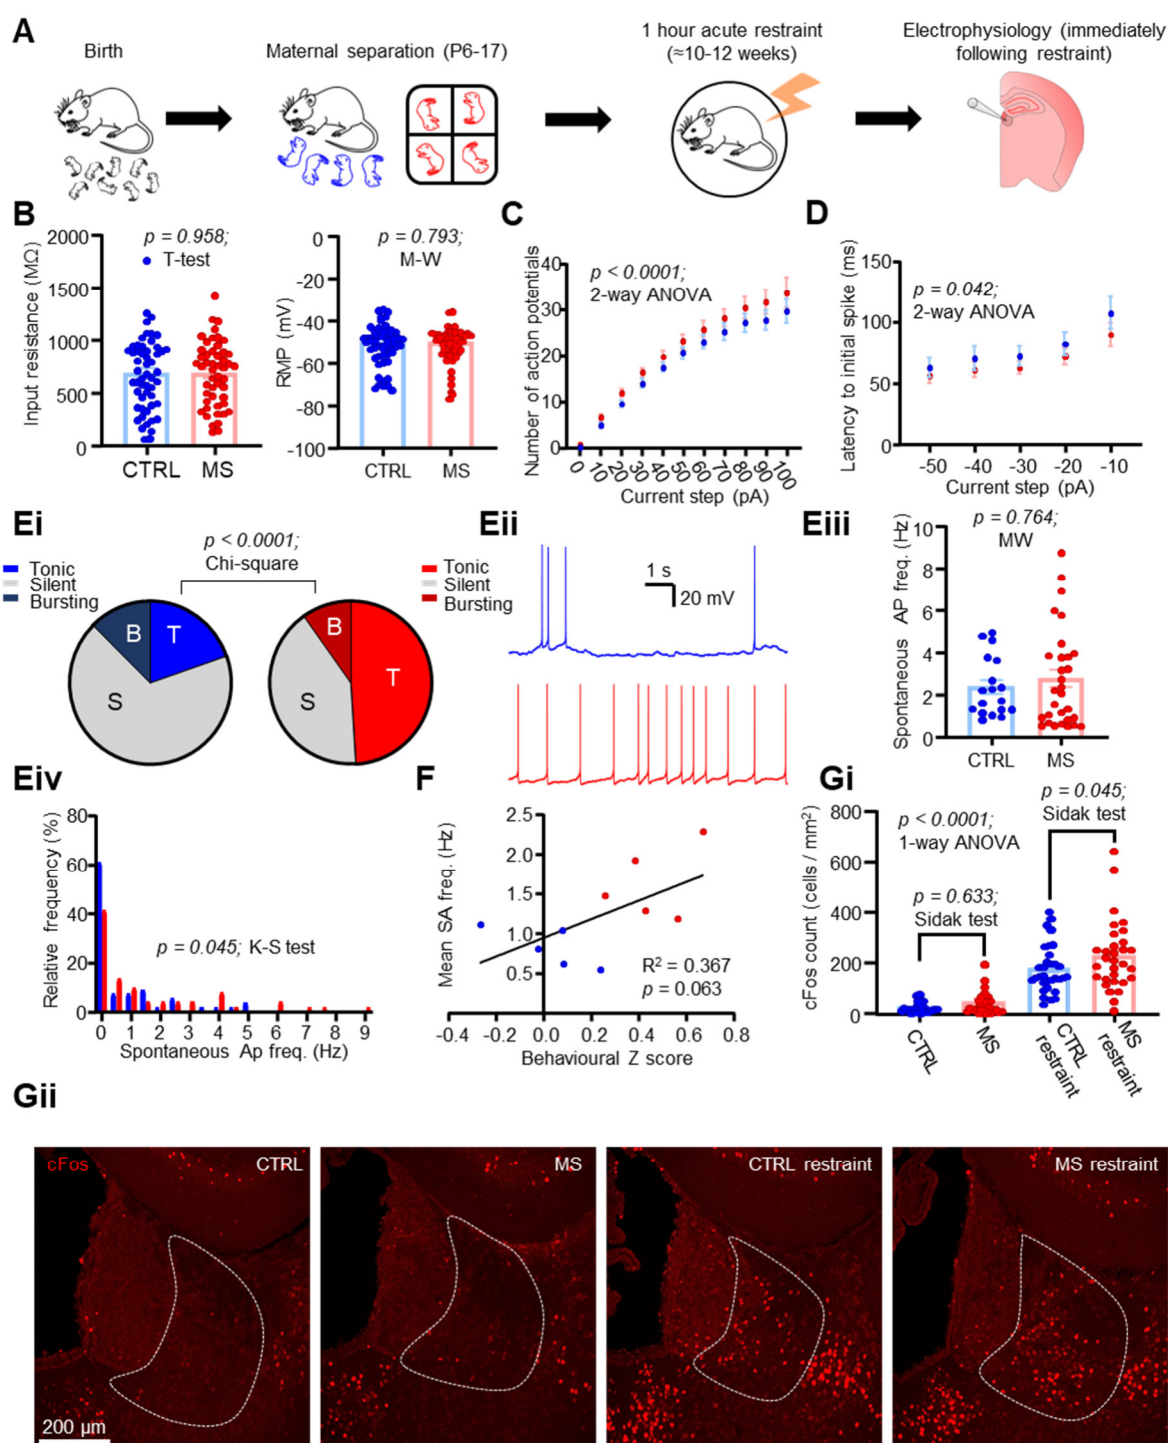 A
Birth
Maternal separation (P6-17)
1 hour acute restraint
(≈10-12 weeks)
Electrophysiology (immediately
following restraint)
B
Input resistance (MΩ)
2000
1500
1000
500
0
p = 0.958;
T-test
CTRL
MS
RMP (mV)
0
-20
-40
-60
-80
-100
p = 0.793;
M-W
CTRL
MS
C
Number of action potentials
40
30
20
10
0
p < 0.0001;
2-way ANOVA
0 10 20 30 40 50 60 70 80 90 100
Current step (pA)
D
Latency to initial spike (ms)
150
100
50
0
p = 0.042;
2-way ANOVA
-50 -40 -30 -20 -10
Current step (pA)
Ei
p < 0.0001;
Chi-square
Tonic
Silent
Bursting
B
T
S
Tonic
Silent
Bursting
B
T
S
Eii
1 s
20 mV
Eiii
Spontaneous AP freq. (Hz)
10
8
6
4
2
0
p = 0.764;
MW
CTRL
MS
Eiv
Relative frequency (%)
80
60
40
20
0
p = 0.045; K-S test
0 1 2 3 4 5 6 7 8 9
Spontaneous Ap freq. (Hz)
F
Mean SA freq. (Hz)
2.5
2.0
1.5
1.0
0.5
R² = 0.367
p = 0.063
-0.4 -0.2 0.0 0.2 0.4 0.6 0.8
Behavioural Z score
Gi
cFos count (cells / mm²)
800
600
400
200
0
p < 0.0001;
1-way ANOVA
p = 0.045;
Sidak test
p = 0.633;
Sidak test
CTRL
MS
CTRL
restraint
MS
restraint
Gii
cFos
CTRL
MS
CTRL restraint
MS restraint
200 µm